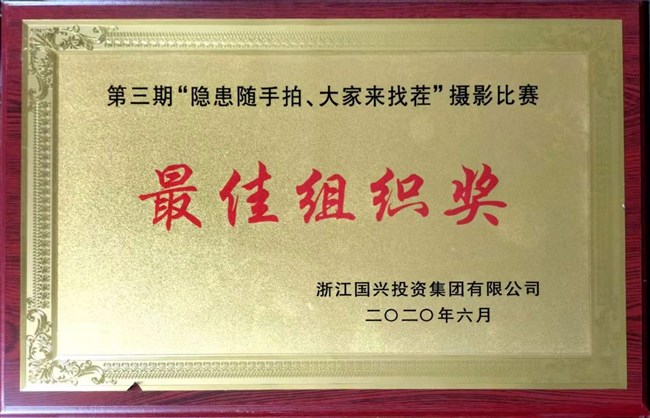 第三期“隐患随手拍、大家来找茬”摄影比赛
最佳组织奖
浙江国兴投资集团有限公司
二〇二〇年六月